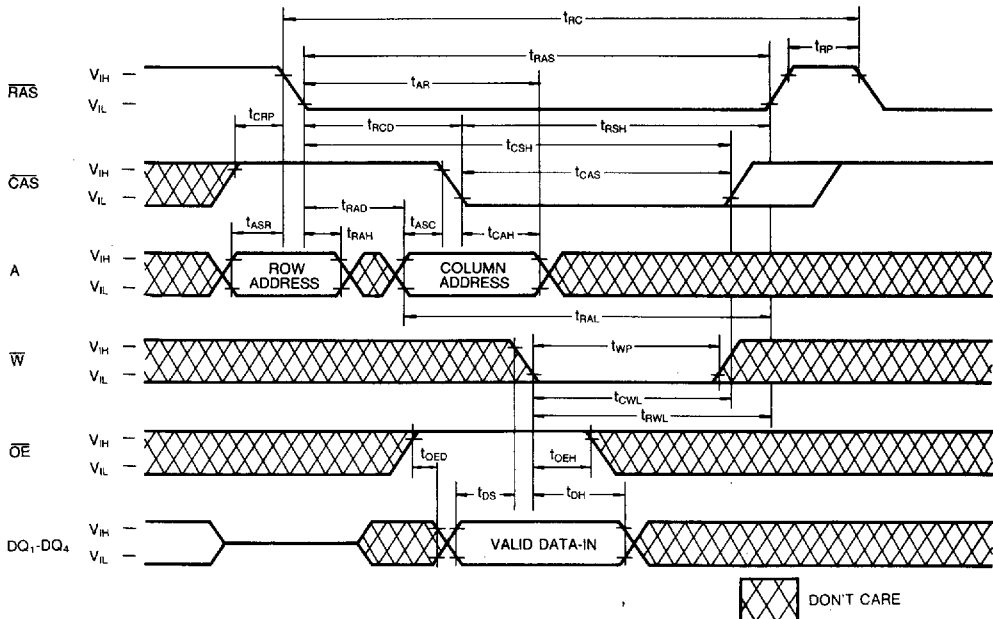 tRC
tRP
tRAS
RAS
VIH
VIL
tAR
tCRP
tRCD
tRSH
tCSH
CAS
VIH
VIL
tCAS
tASR
tRAD
tRAH
tASC
tCAH
A
VIH
VIL
ROW
ADDRESS
COLUMN
ADDRESS
tRAL
W
VIH
VIL
tWP
tCWL
tRWL
OE
VIH
VIL
tOED
tOEH
tDS
tDH
DQ1-DQ4
VIH
VIL
VALID DATA-IN
DON'T CARE